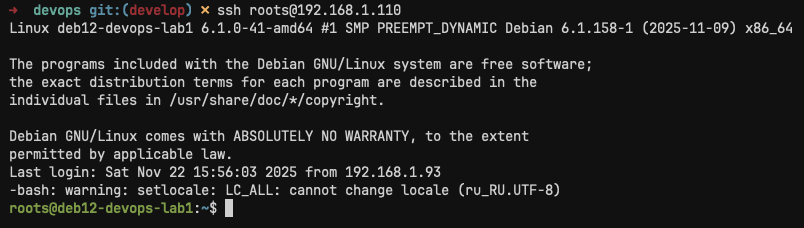 → devops git:(develop) × ssh roots@192.168.1.110
Linux deb12-devops-lab1 6.1.0-41-amd64 #1 SMP PREEMPT_DYNAMIC Debian 6.1.158-1 (2025-11-09) x86_64
The programs included with the Debian GNU/Linux system are free software;
the exact distribution terms for each program are described in the
individual files in /usr/share/doc/*/copyright.
Debian GNU/Linux comes with ABSOLUTELY NO WARRANTY, to the extent
permitted by applicable law.
Last login: Sat Nov 22 15:56:03 2025 from 192.168.1.93
-bash: warning: setlocale: LC_ALL: cannot change locale (ru_RU.UTF-8)
roots@deb12-devops-lab1:~$